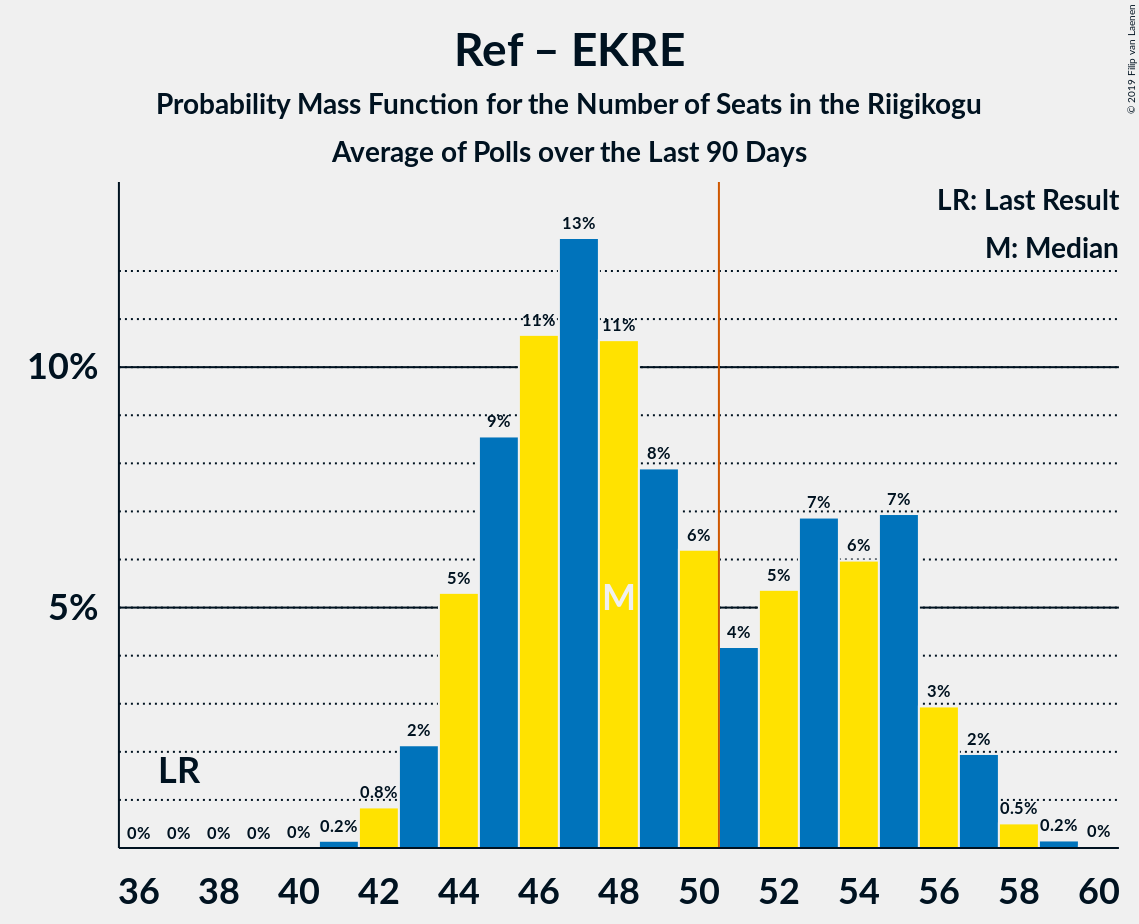 Ref – EKRE
Probability Mass Function for the Number of Seats in the Riigikogu
Average of Polls over the Last 90 Days
© 2019 Filip van Laenen
LR: Last Result
M: Median
13%
11% 11%
10%
9%
8%
7% 7%
6% 6%
5% 5%
M
5%
4%
3%
2% 2%
LR
0.8% 0.5%
0% 0% 0% 0% 0% 0.2% 0.2% 0%
36 38 40 42 44 46 48 50 52 54 56 58 60